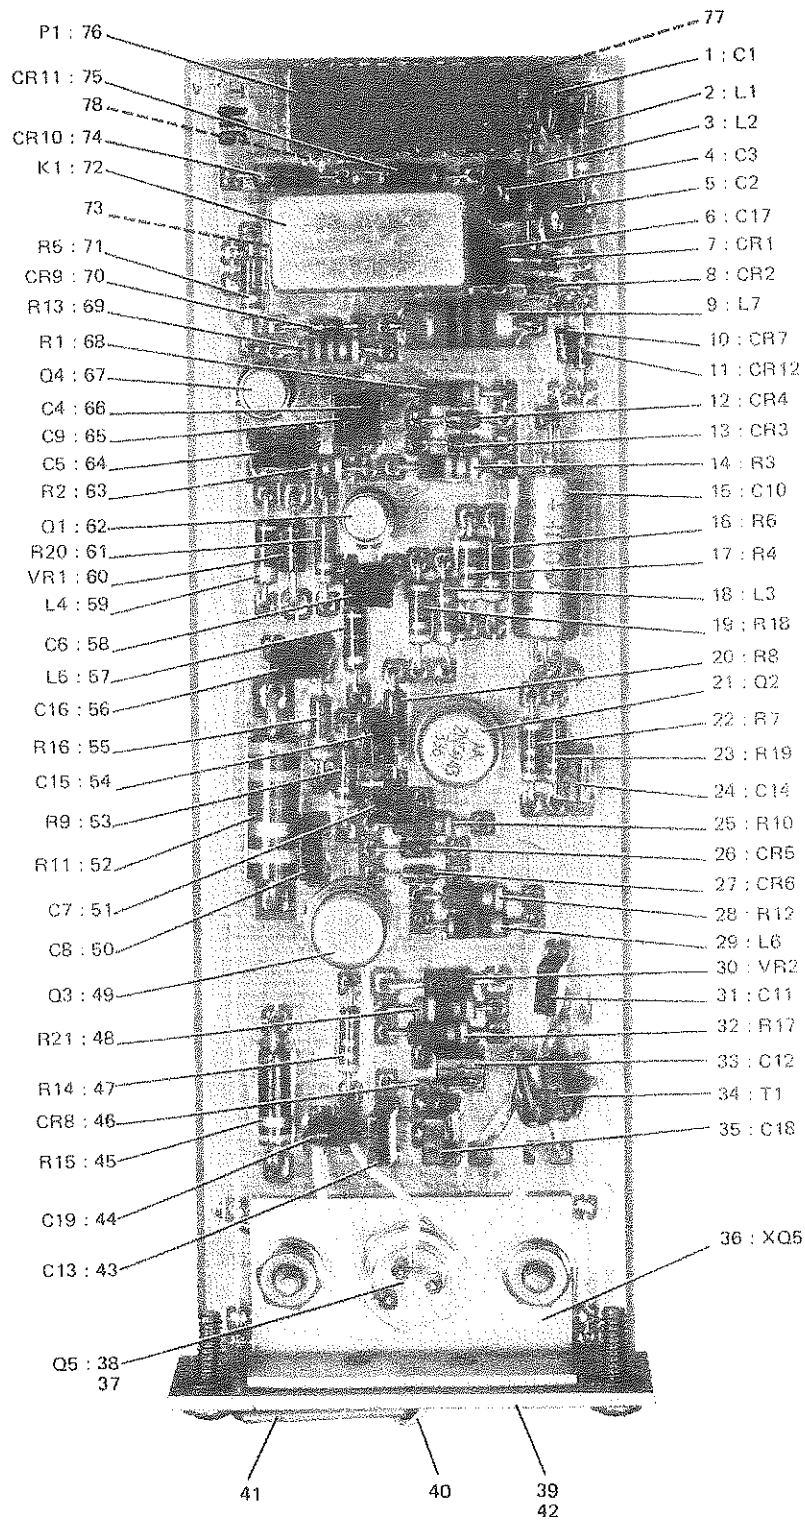 P1 : 76
CR11 : 75
78
CR10 : 74
K1 : 72
73
R5 : 71
CR9 : 70
R13 : 69
R1 : 68
Q4 : 67
C4 : 66
C9 : 65
C5 : 64
R2 : 63
Q1 : 62
R20 : 61
VR1 : 60
L4 : 59
C6 : 58
L5 : 57
C16 : 56
R16 : 55
C15 : 54
R9 : 53
R11 : 52
C7 : 51
C8 : 50
Q3 : 49
R21 : 48
R14 : 47
CR8 : 46
R15 : 45
C19 : 44
C13 : 43
Q5 : 38
37
77
1 : C1
2 : L1
3 : L2
4 : C3
5 : C2
6 : C17
7 : CR1
8 : CR2
9 : L7
10 : CR7
11 : CR12
12 : CR4
13 : CR3
14 : R3
15 : C10
16 : R6
17 : R4
18 : L3
19 : R18
20 : R8
21 : Q2
22 : R7
23 : R19
24 : C14
25 : R10
26 : CR5
27 : CR6
28 : R12
29 : L6
30 : VR2
31 : C11
32 : R17
33 : C12
34 : T1
35 : C18
36 : XQ5
41
40
39
42